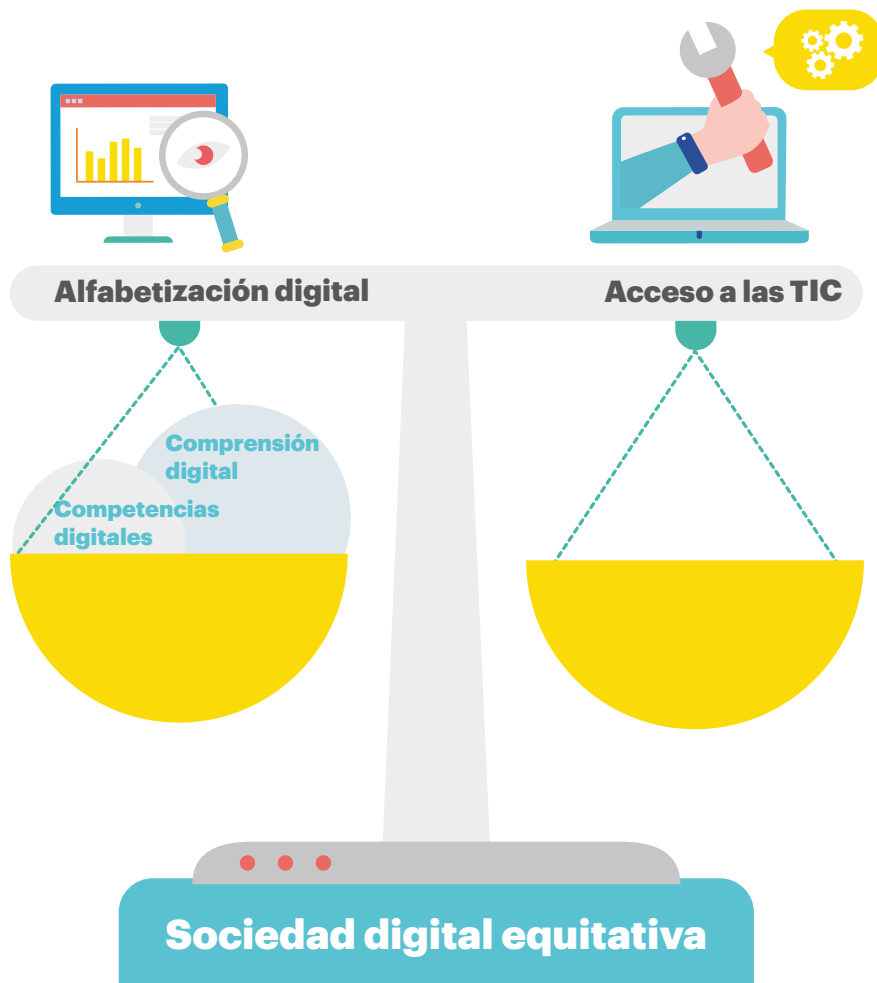 Alfabetización digital
Acceso a las TIC
Comprensión
digital
Competencias
digitales
Sociedad digital equitativa